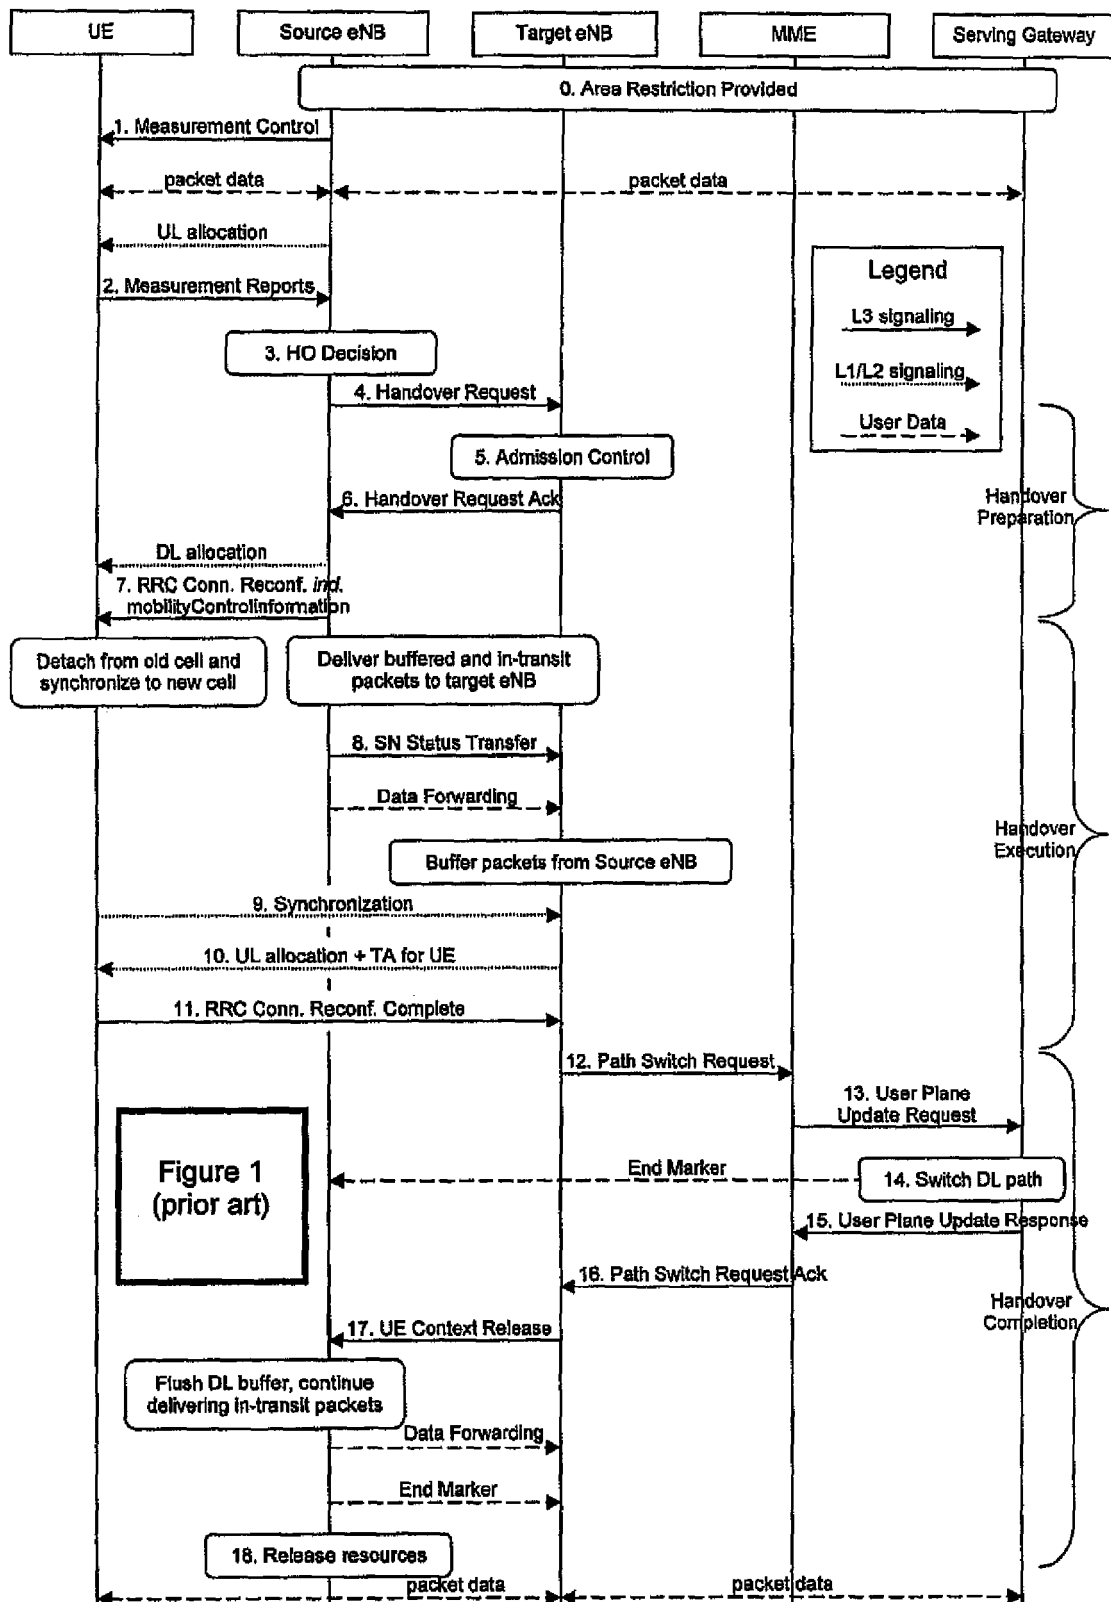 UE
Source eNB
Target eNB
MME
Serving Gateway
0. Area Restriction Provided
1. Measurement Control
packet data
packet data
UL allocation
2. Measurement Reports
Legend
L3 signaling
L1/L2 signaling
User Data
3. HO Decision
4. Handover Request
5. Admission Control
6. Handover Request Ack
Handover
Preparation
DL allocation
7. RRC Conn. Reconf. ind.
mobilityControlInformation
Detach from old cell and
synchronize to new cell
Deliver buffered and in-transit
packets to target eNB
8. SN Status Transfer
Data Forwarding
Handover
Execution
Buffer packets from Source eNB
9. Synchronization
10. UL allocation + TA for UE
11. RRC Conn. Reconf. Complete
12. Path Switch Request
13. User Plane
Update Request
Figure 1
(prior art)
End Marker
14. Switch DL path
15. User Plane Update Response
16. Path Switch Request Ack
Handover
Completion
17. UE Context Release
Flush DL buffer, continue
delivering in-transit packets
Data Forwarding
End Marker
18. Release resources
packet data
packet data